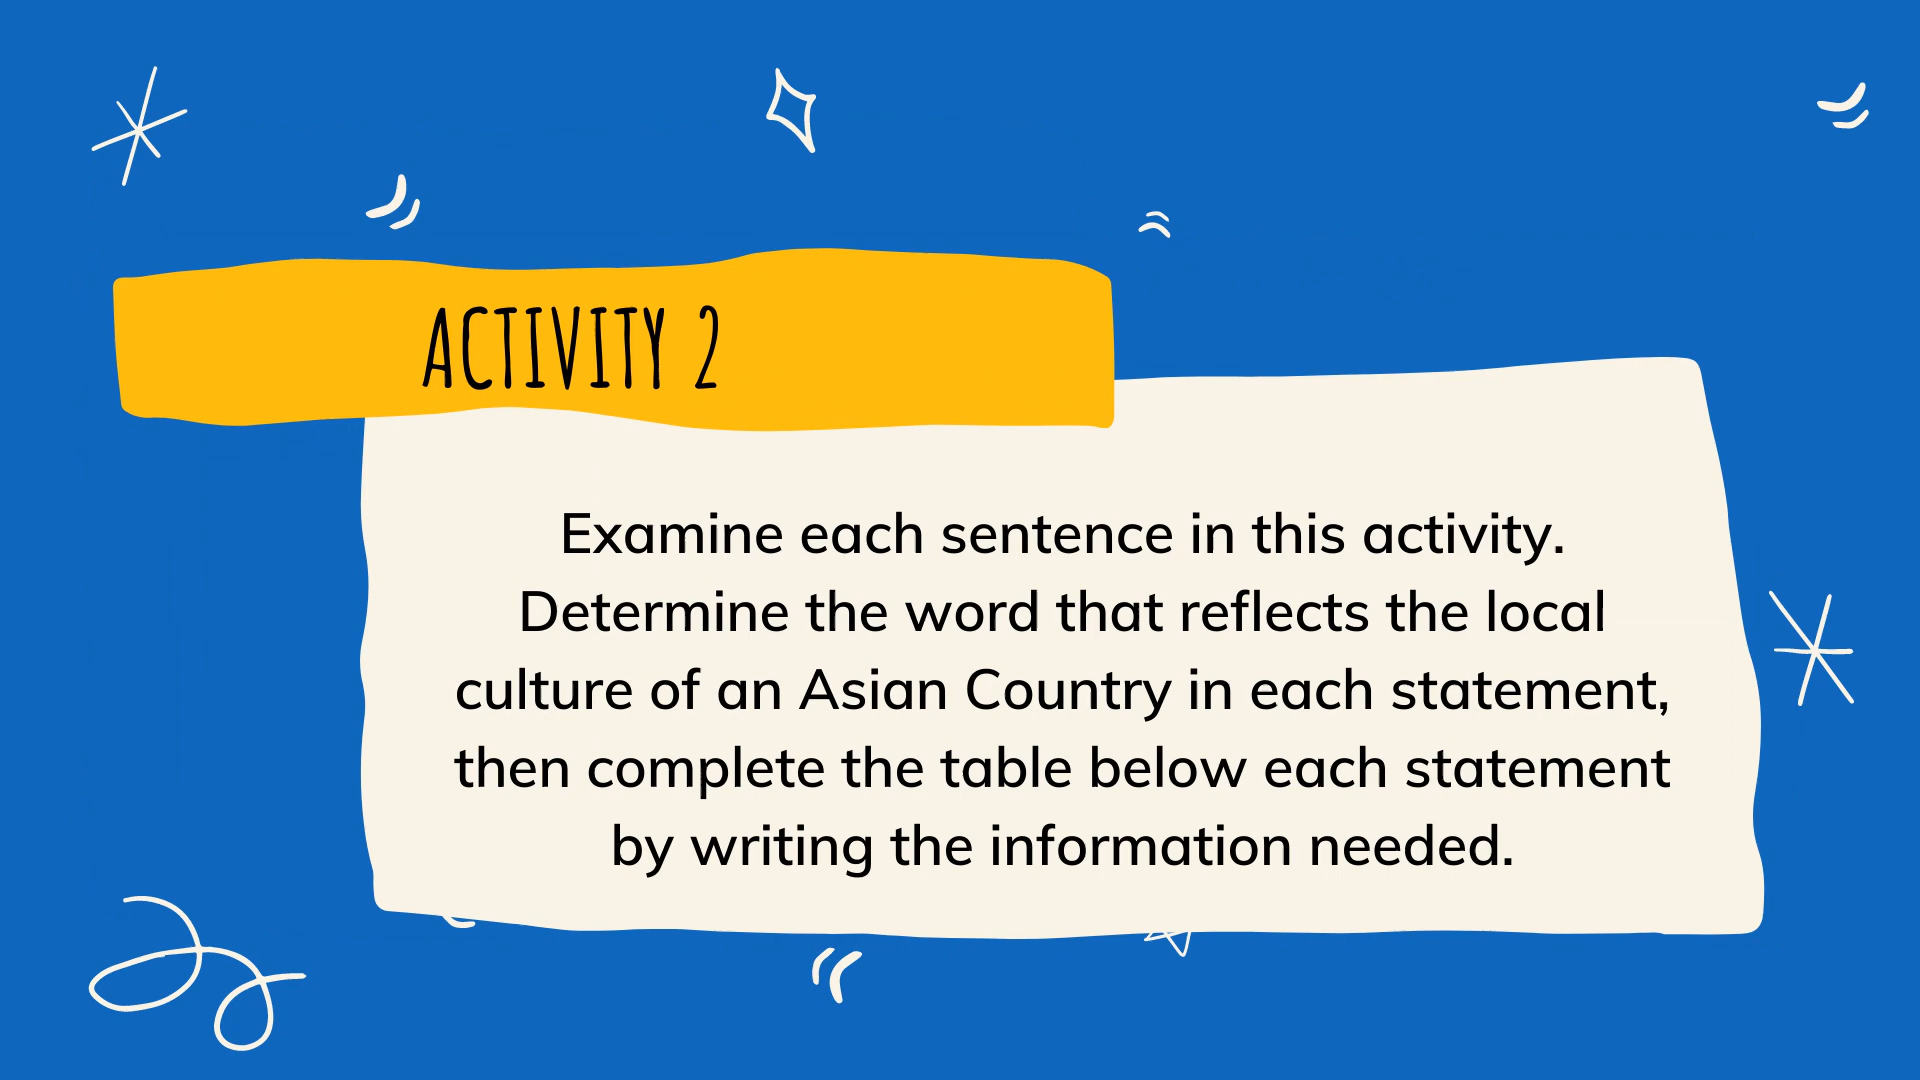 ACTIVITY 2
Examine each sentence in this activity.
Determine the word that reflects the local
culture of an Asian Country in each statement,
then complete the table below each statement
by writing the information needed.